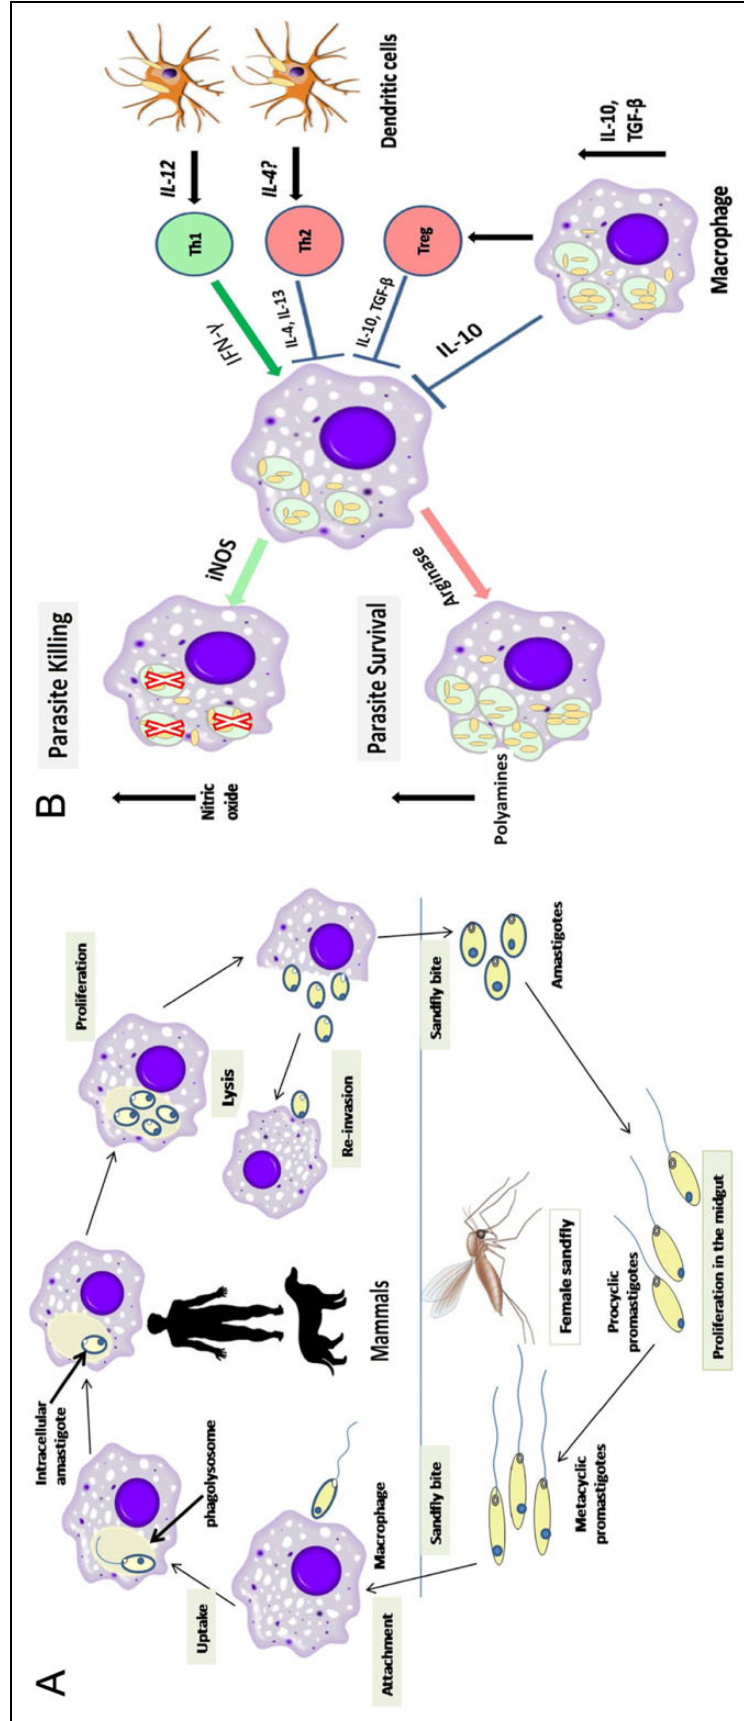 A
Uptake
Attachment
Macrophage
phagolysosome
Intracellular
amastigote
Mammals
Proliferation
Lysis
Re-invasion
Sandfly bite
Sandfly bite
Metacyclic
promastigotes
Female sandfly
Procyclic
promastigotes
Proliferation in the midgut
Amastigotes
B
Parasite Killing
Nitric
oxide
iNOS
Parasite Survival
Polyamines
Arginase
IFN-γ
IL-4, IL-13
IL-10, TGF-β
IL-10
Th1
Th2
Treg
IL-12
IL-4?
Dendritic cells
IL-10,
TGF-β
Macrophage